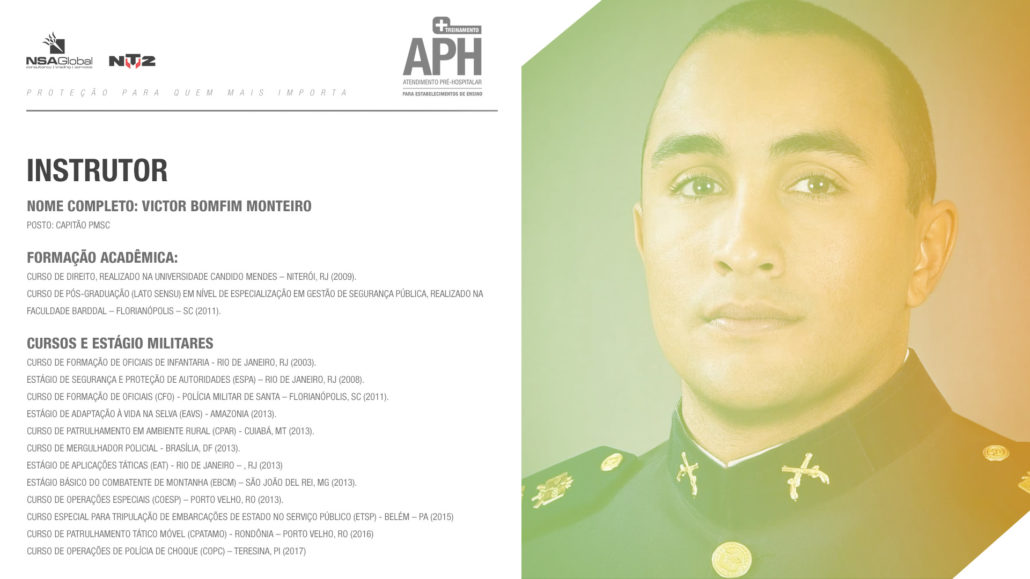 NSAGlobal
consultancy | trading | services
NTZ
PROTEÇÃO PARA QUEM MAIS IMPORTA
TREINAMENTO
APH
ATENDIMENTO PRÉ-HOSPITALAR
PARA ESTABELECIMENTOS DE ENSINO
INSTRUTOR
NOME COMPLETO: VICTOR BOMFIM MONTEIRO
POSTO: CAPITÃO PMSC
FORMAÇÃO ACADÊMICA:
CURSO DE DIREITO, REALIZADO NA UNIVERSIDADE CANDIDO MENDES – NITERÓI, RJ (2009).
CURSO DE PÓS-GRADUAÇÃO (LATO SENSU) EM NÍVEL DE ESPECIALIZAÇÃO EM GESTÃO DE SEGURANÇA PÚBLICA, REALIZADO NA
FACULDADE BARDDAL – FLORIANÓPOLIS – SC (2011).
CURSOS E ESTÁGIO MILITARES
CURSO DE FORMAÇÃO DE OFICIAIS DE INFANTARIA - RIO DE JANEIRO, RJ (2003).
ESTÁGIO DE SEGURANÇA E PROTEÇÃO DE AUTORIDADES (ESPA) – RIO DE JANEIRO, RJ (2008).
CURSO DE FORMAÇÃO DE OFICIAIS (CFO) - POLÍCIA MILITAR DE SANTA – FLORIANÓPOLIS, SC (2011).
ESTÁGIO DE ADAPTAÇÃO À VIDA NA SELVA (EAVS) - AMAZONIA (2013).
CURSO DE PATRULHAMENTO EM AMBIENTE RURAL (CPAR) - CUIABÁ, MT (2013).
CURSO DE MERGULHADOR POLICIAL - BRASÍLIA, DF (2013).
ESTÁGIO DE APLICAÇÕES TÁTICAS (EAT) - RIO DE JANEIRO – , RJ (2013)
ESTÁGIO BÁSICO DO COMBATENTE DE MONTANHA (EBCM) – SÃO JOÃO DEL REI, MG (2013).
CURSO DE OPERAÇÕES ESPECIAIS (COESP) – PORTO VELHO, RO (2013).
CURSO ESPECIAL PARA TRIPULAÇÃO DE EMBARCAÇÕES DE ESTADO NO SERVIÇO PÚBLICO (ETSP) - BELÉM – PA (2015)
CURSO DE PATRULHAMENTO TÁTICO MÓVEL (CPATAMO) - RONDÔNIA – PORTO VELHO, RO (2016)
CURSO DE OPERAÇÕES DE POLÍCIA DE CHOQUE (COPC) – TERESINA, PI (2017)